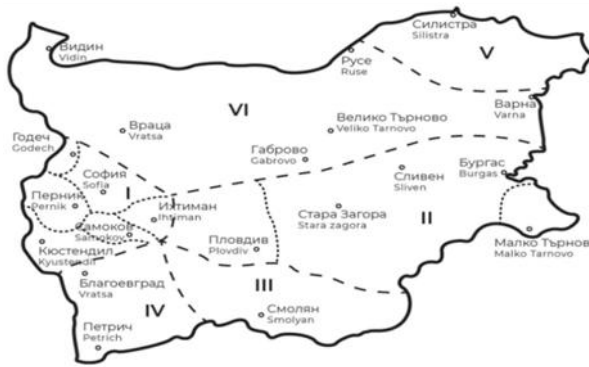 Силистра
Silistra
V
Видин
Vidin
Русе
Ruse
Варна
Varna
VI
Враца
Vratsa
Велико Търново
Veliko Tarnovo
Годеч
Godech
Габрово
Gabrovo
София
Sofia
I
Сливен
Sliven
Бургас
Burgas
Перник
Pernik
Ихтиман
Ihtiman
Стара Загора
Stara zagora
II
Самоков
Samokov
Кюстендил
Kyustendil
Пловдив
Plovdiv
Малко Търнов
Malko Tarnovo
Благоевград
Vratsa
III
IV
Смолян
Smolyan
Петрич
Petrich